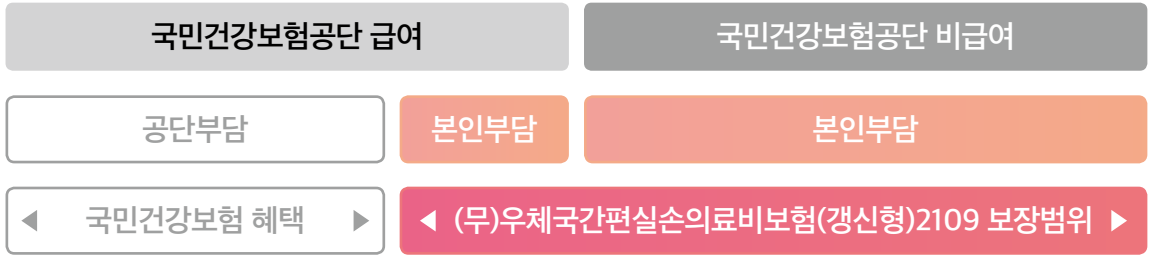 국민건강보험공단 급여 국민건강보험공단 비급여
공단부담 본인부담 본인부담
◀ 국민건강보험 혜택 ▶ ◀ (무)우체국간편실손의료비보험(갱신형)2109 보장범위 ▶